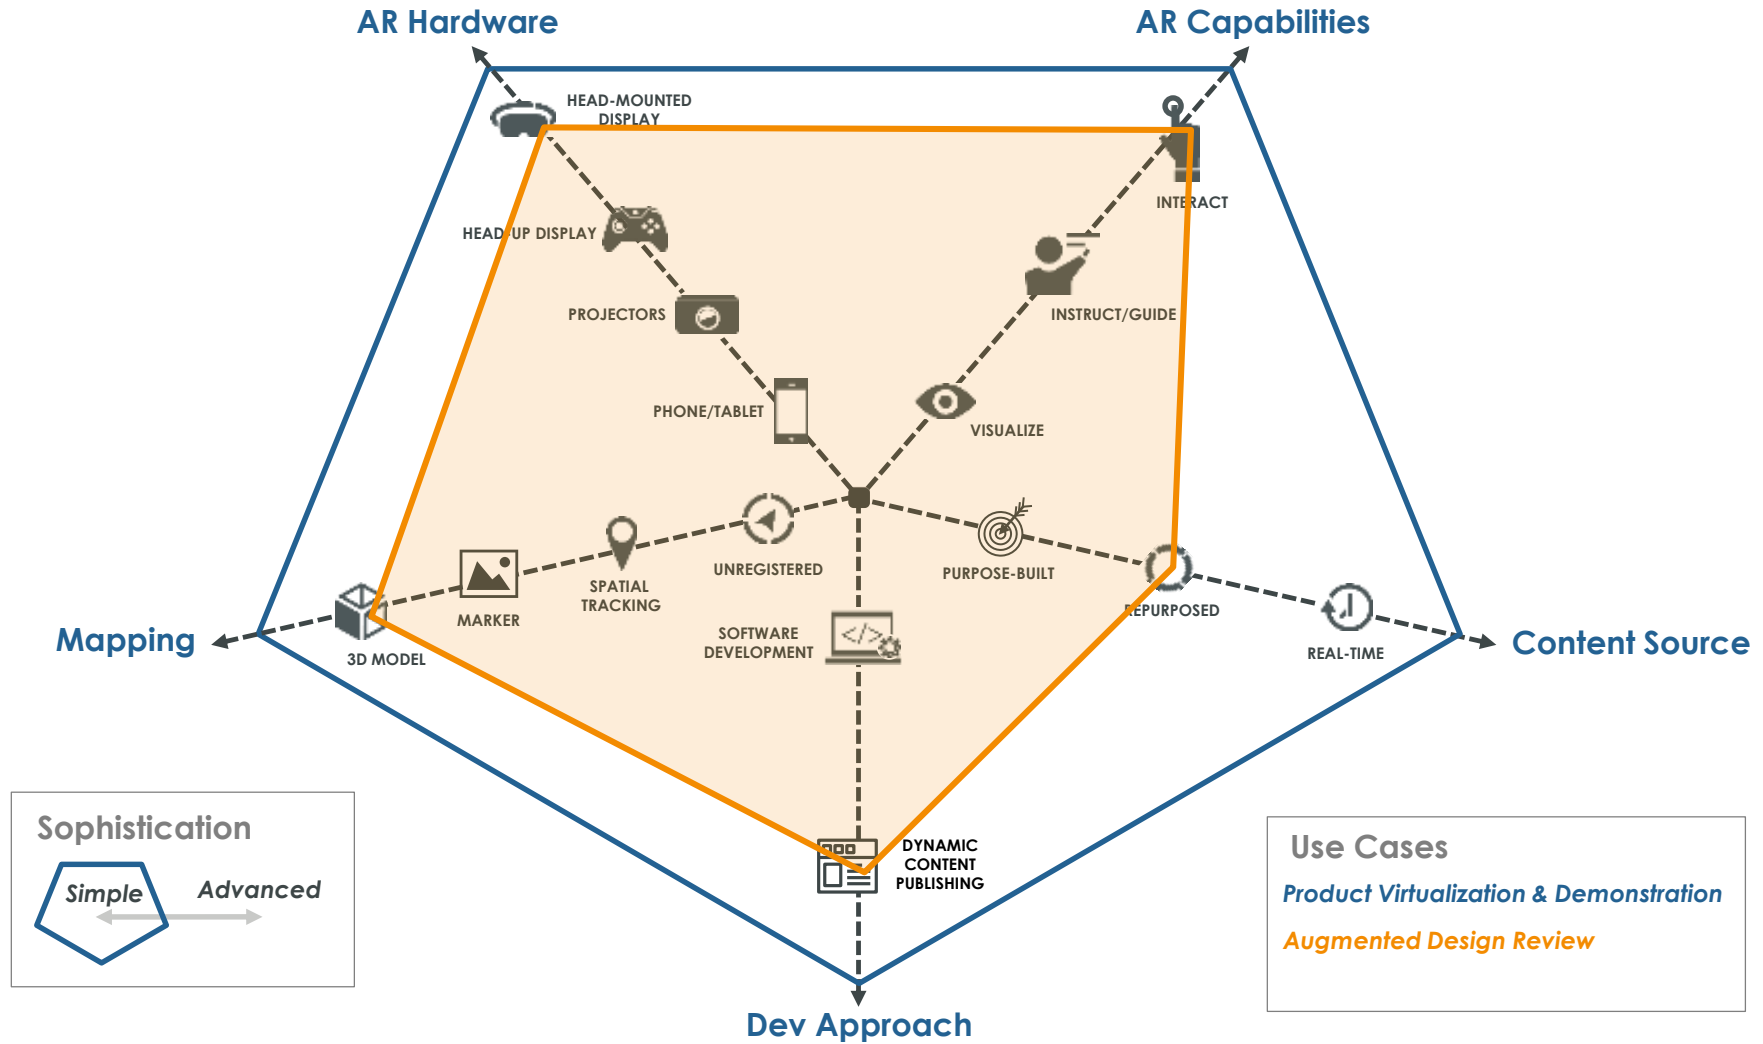 AR Hardware
AR Capabilities
HEAD-MOUNTED
DISPLAY
INTERACT
HEAD-UP DISPLAY
PROJECTORS
INSTRUCT/GUIDE
PHONE/TABLET
VISUALIZE
UNREGISTERED
PURPOSE-BUILT
SPATIAL
TRACKING
MARKER
REPURPOSED
Mapping
3D MODEL
SOFTWARE
DEVELOPMENT
</>
REAL-TIME
Content Source
DYNAMIC
CONTENT
PUBLISHING
Dev Approach
Sophistication
Simple
Advanced
Use Cases
Product Virtualization & Demonstration
Augmented Design Review